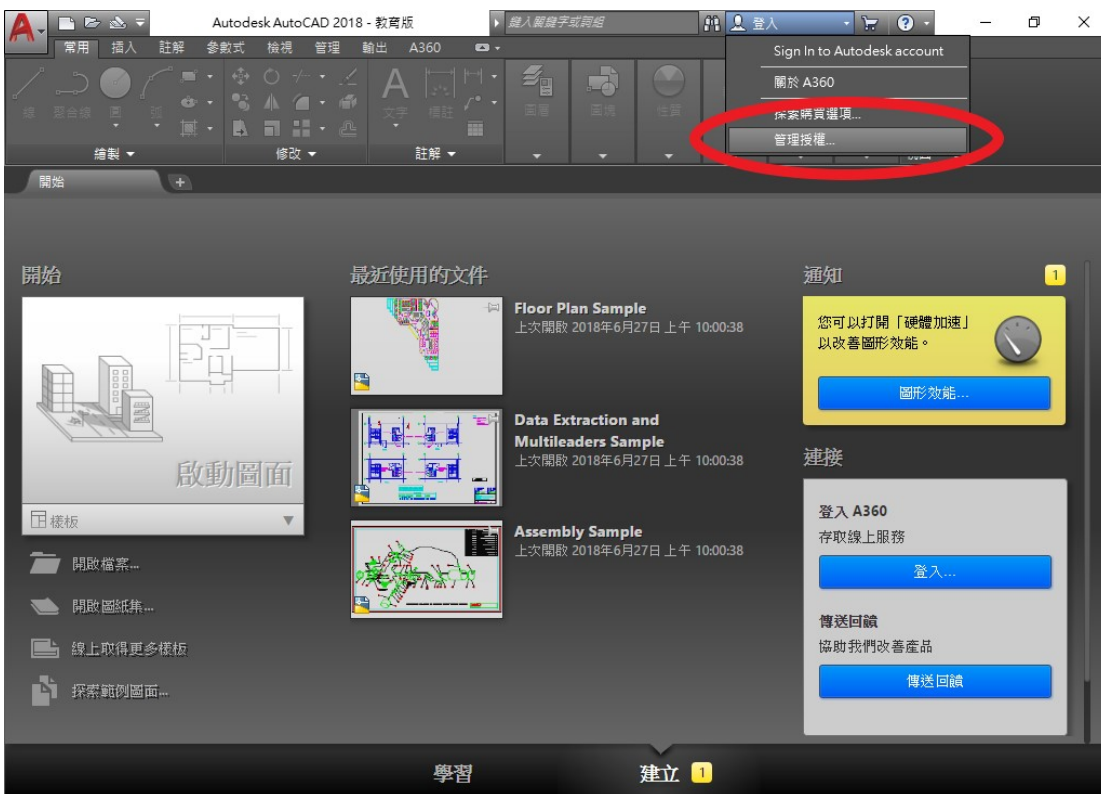 Autodesk AutoCAD 2018 - 教育版
鍵入關鍵字或詞組
登入
常用 插入 註解 參數式 檢視 管理 輸出 A360
Sign In to Autodesk account
關於 A360
探索購買選項...
管理授權...
線 聚合線 圓 弧
文字 標註
圖層 圖塊 性質
繪製 修改 註解
開始
開始
啟動圖面
樣板
開啟檔案...
開啟圖紙集...
線上取得更多樣板
探索範例圖面...
最近使用的文件
Floor Plan Sample
上次開啟 2018年6月27日 上午 10:00:38
Data Extraction and
Multileaders Sample
上次開啟 2018年6月27日 上午 10:00:38
Assembly Sample
上次開啟 2018年6月27日 上午 10:00:38
通知 1
您可以打開「硬體加速」
以改善圖形效能。
圖形效能...
連接
登入 A360
存取線上服務
登入...
傳送回饋
協助我們改善產品
傳送回饋
學習 建立 1